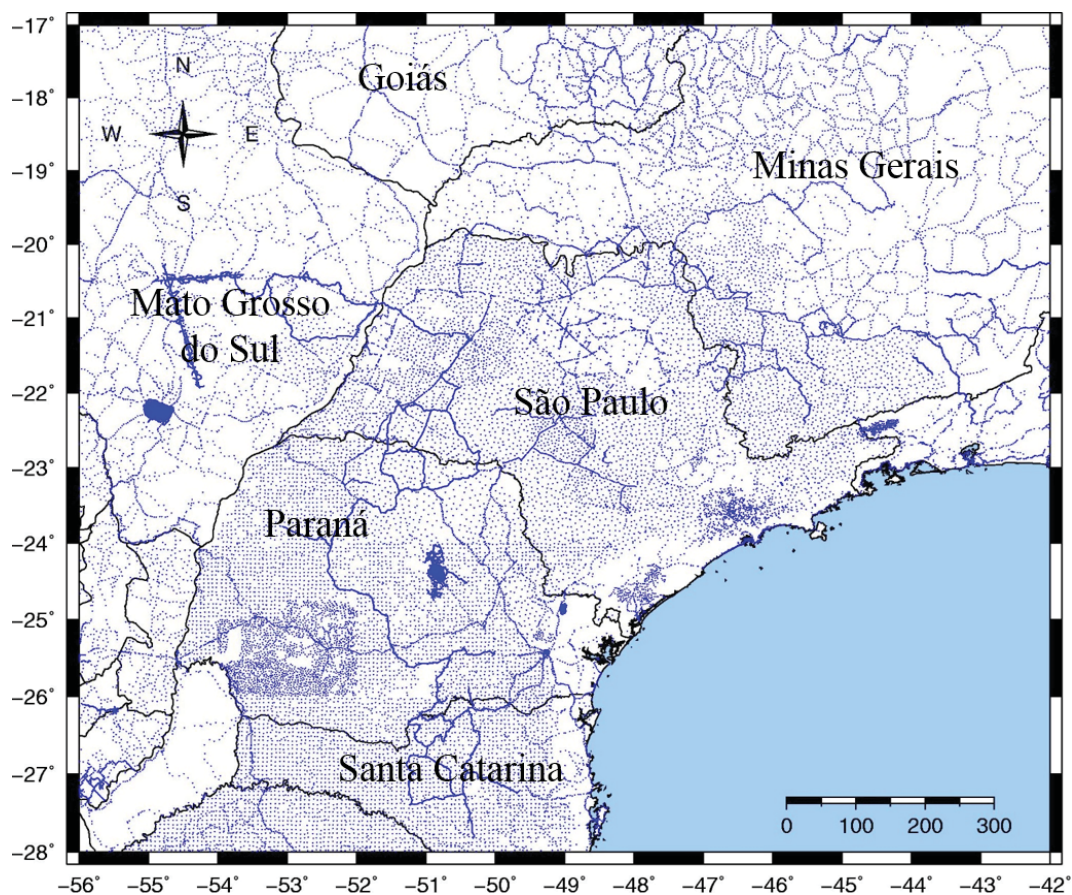 −17
−18
−19
−20
−21
−22
−23
−24
−25
−26
−27
−28
N
W E
S
Goiás
Minas Gerais
Mato Grosso
do Sul
São Paulo
Paraná
Santa Catarina
0 100 200 300
−56 −55 −54 −53 −52 −51 −50 −49 −48 −47 −46 −45 −44 −43 −42°